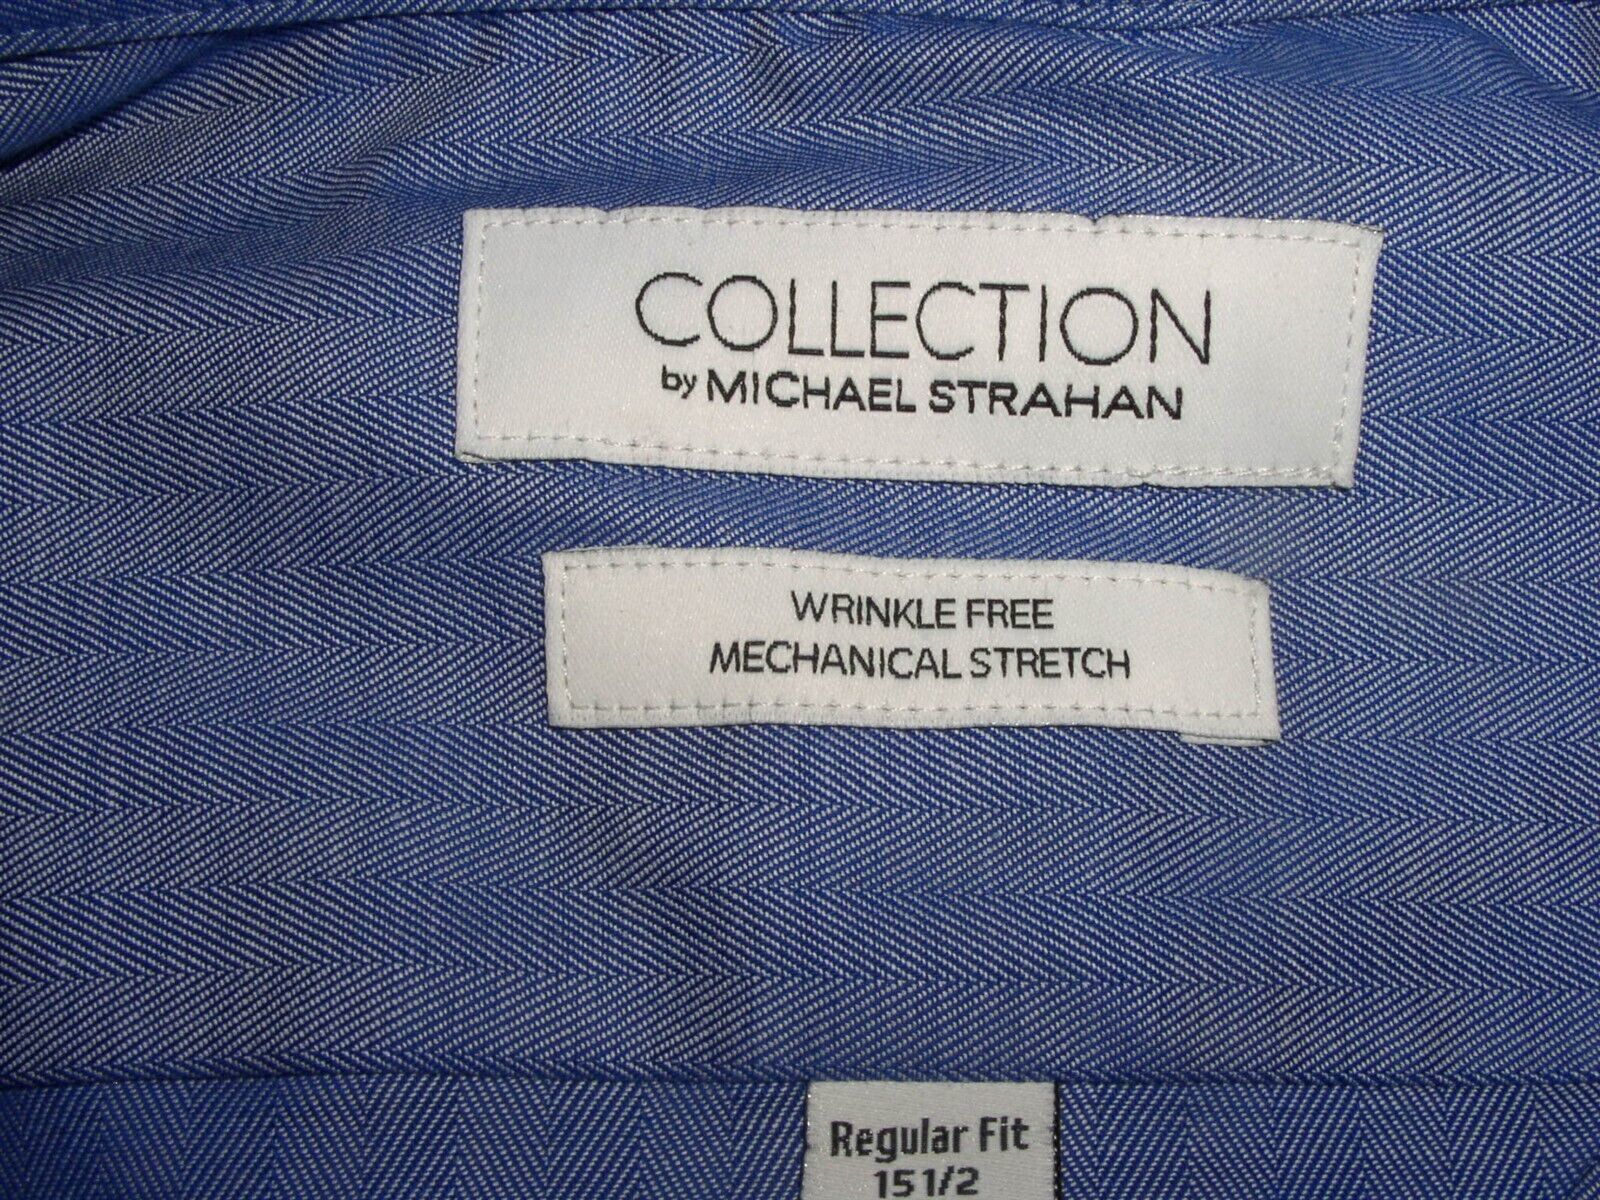 COLLECTION
by MICHAEL STRAHAN
WRINKLE FREE
MECHANICAL STRETCH
Regular Fit
15 1/2